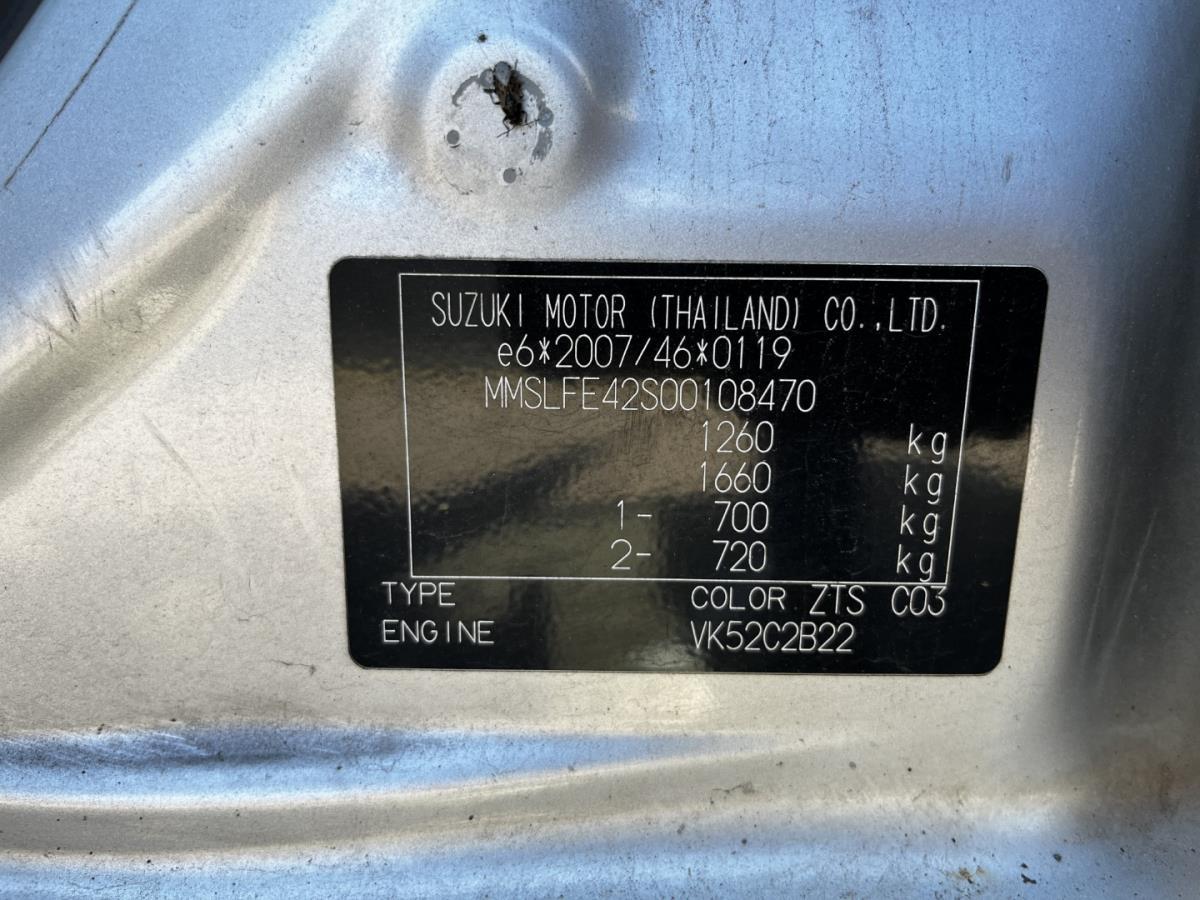 SUZUKI MOTOR (THAILAND) CO.,LTD.
e6*2007/46*0119
MMSLFE42S00108470
1260 kg
1660 kg
1- 700 kg
2- 720 kg
TYPE COLOR ZTS C03
ENGINE VK52C2B22